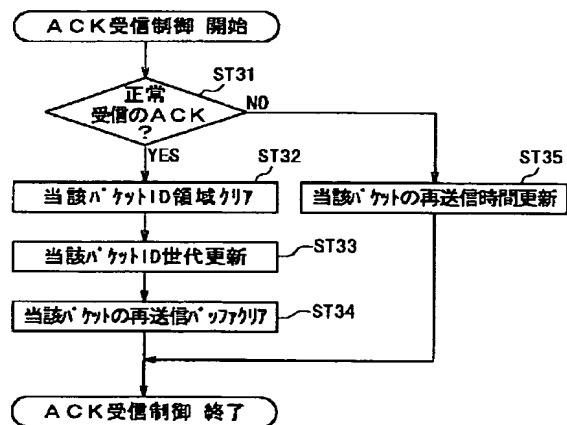 ACK受信制御 開始
ST31
正常
受信のACK
?
NO
YES
ST32
ST35
当該パケットID領域クリア
当該パケットの再送信時間更新
当該パケットID世代更新
ST33
当該パケットの再送信バッファクリア
ST34
ACK受信制御 終了